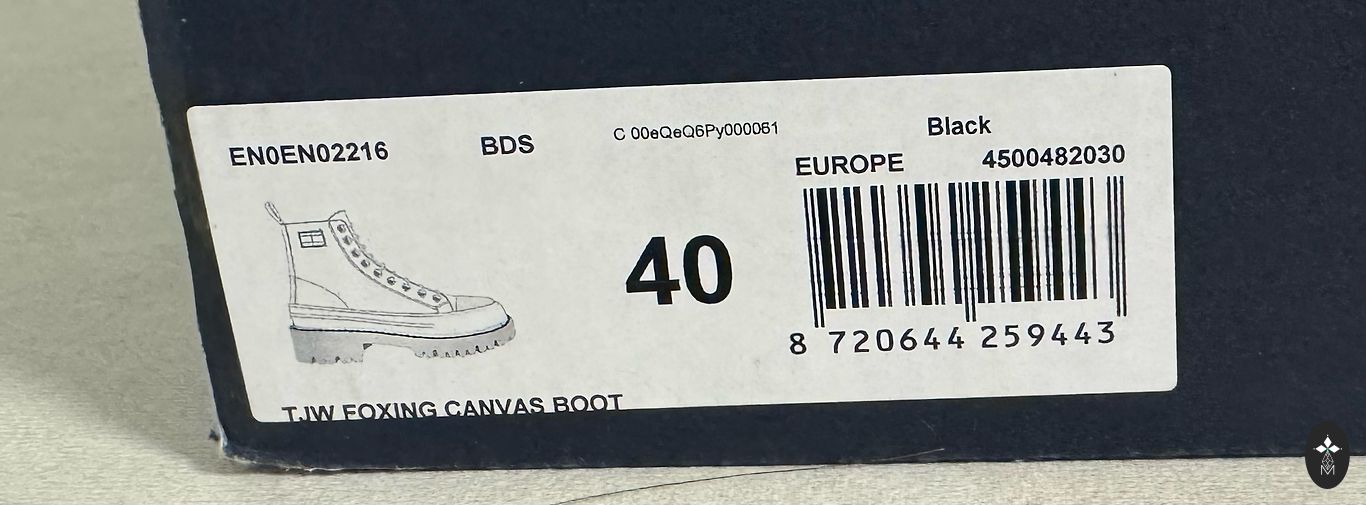 EN0EN02216 BDS C 00eQeQ6Py000061 Black
EUROPE 4500482030
40
8 720644 259443
TJW FOXING CANVAS BOOT
M